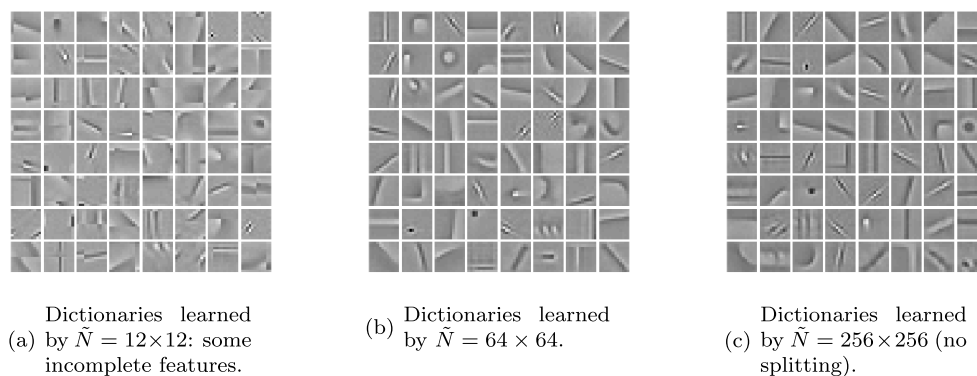 (a) Dictionaries learned
by Ñ = 12×12: some
incomplete features.
(b) Dictionaries learned
by Ñ = 64 × 64.
(c) Dictionaries learned
by Ñ = 256×256 (no
splitting).